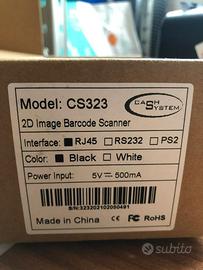 Model: CS323
CASH
SYSTEM
2D Image Barcode Scanner
Interface: RJ45 RS232 PS2
Color: Black White
Power Input: 5V 500mA
Made in China FC CE RoHS
S/N:323202102050491
subito